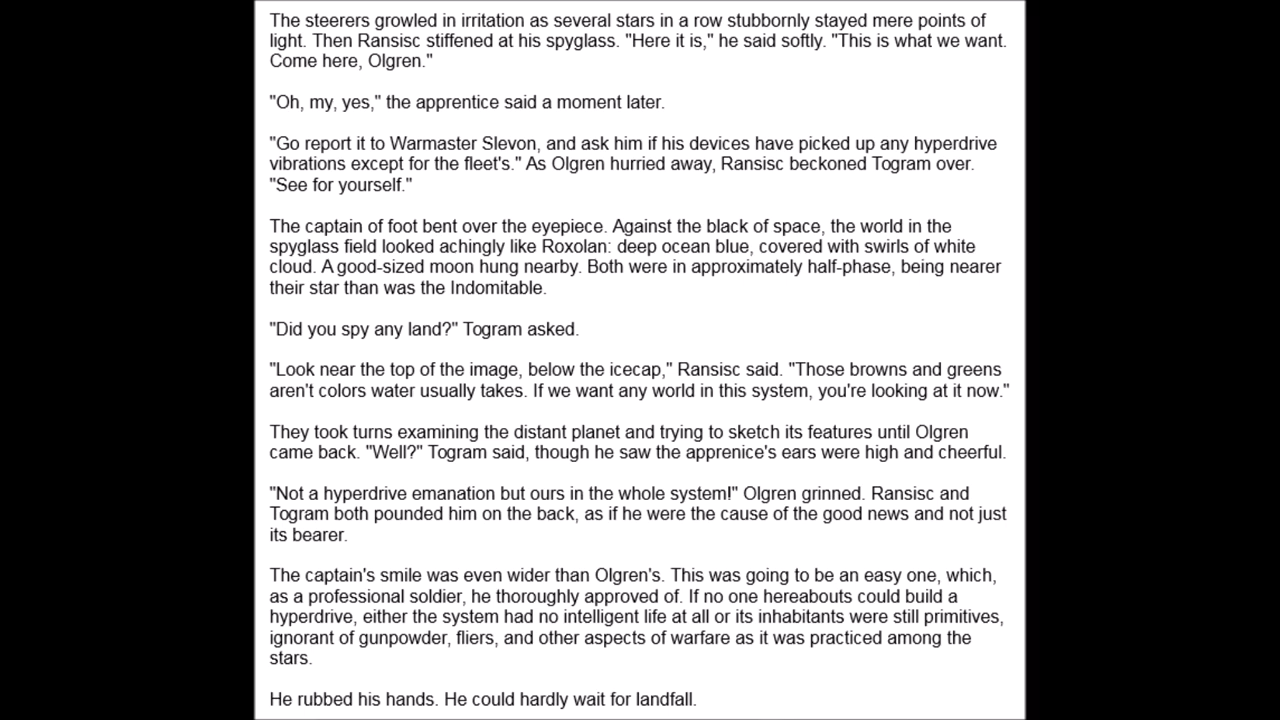 The steerers growled in irritation as several stars in a row stubbornly stayed mere points of
light. Then Ransisc stiffened at his spyglass. "Here it is," he said softly. "This is what we want.
Come here, Olgren."
"Oh, my, yes," the apprentice said a moment later.
"Go report it to Warmaster Slevon, and ask him if his devices have picked up any hyperdrive
vibrations except for the fleet's." As Olgren hurried away, Ransisc beckoned Togram over.
"See for yourself."
The captain of foot bent over the eyepiece. Against the black of space, the world in the
spyglass field looked achingly like Roxolan: deep ocean blue, covered with swirls of white
cloud. A good-sized moon hung nearby. Both were in approximately half-phase, being nearer
their star than was the Indomitable.
"Did you spy any land?" Togram asked.
"Look near the top of the image, below the icecap," Ransisc said. "Those browns and greens
aren't colors water usually takes. If we want any world in this system, you're looking at it now."
They took turns examining the distant planet and trying to sketch its features until Olgren
came back. "Well?" Togram said, though he saw the apprenice's ears were high and cheerful.
"Not a hyperdrive emanation but ours in the whole system!" Olgren grinned. Ransisc and
Togram both pounded him on the back, as if he were the cause of the good news and not just
its bearer.
The captain's smile was even wider than Olgren's. This was going to be an easy one, which,
as a professional soldier, he thoroughly approved of. If no one hereabouts could build a
hyperdrive, either the system had no intelligent life at all or its inhabitants were still primitives,
ignorant of gunpowder, fliers, and other aspects of warfare as it was practiced among the
stars.
He rubbed his hands. He could hardly wait for landfall.